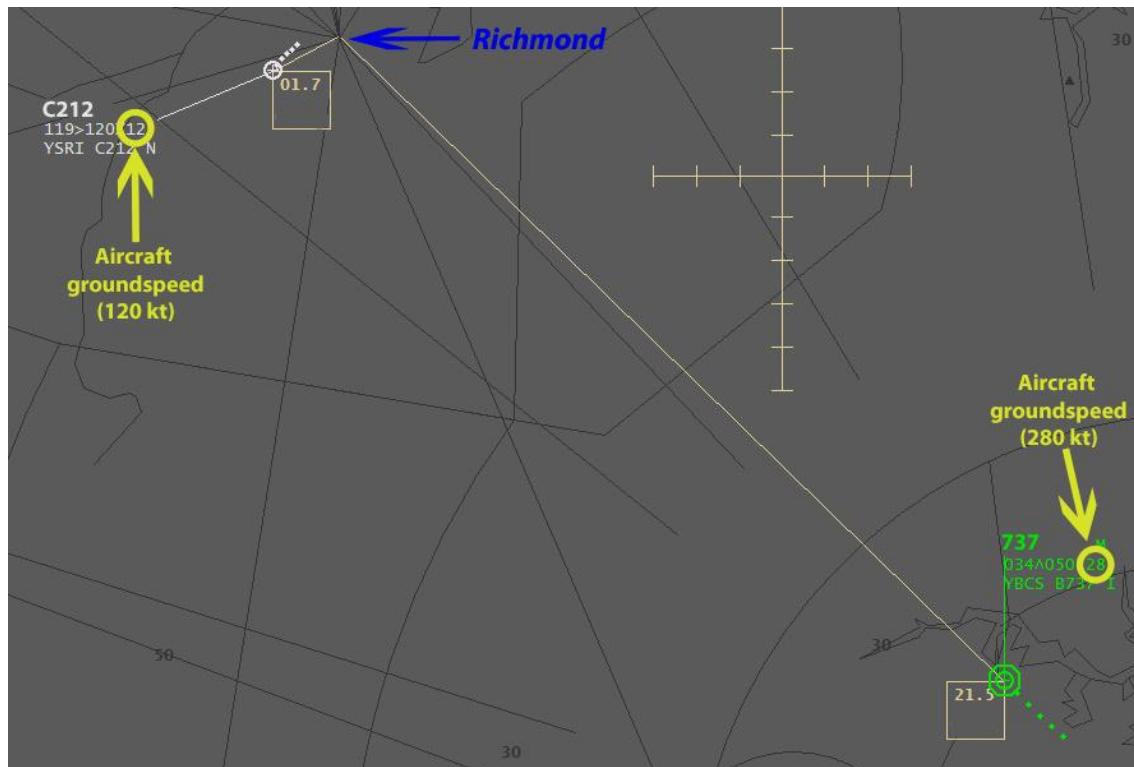 30
Richmond
01.7
C212
119>120 12
YSRI C212 N
Aircraft
groundspeed
(120 kt)
Aircraft
groundspeed
(280 kt)
737
M
034^050 28
YBCS B737 I
30
50
21.5
30